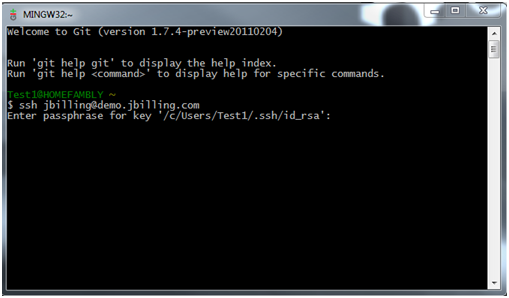 MINGW32:~
Welcome to Git (version 1.7.4-preview20110204)
Run 'git help git' to display the help index.
Run 'git help <command>' to display help for specific commands.
Test1@HOMEFAMBLY ~
$ ssh jbilling@demo.jbilling.com
Enter passphrase for key '/c/Users/Test1/.ssh/id_rsa':